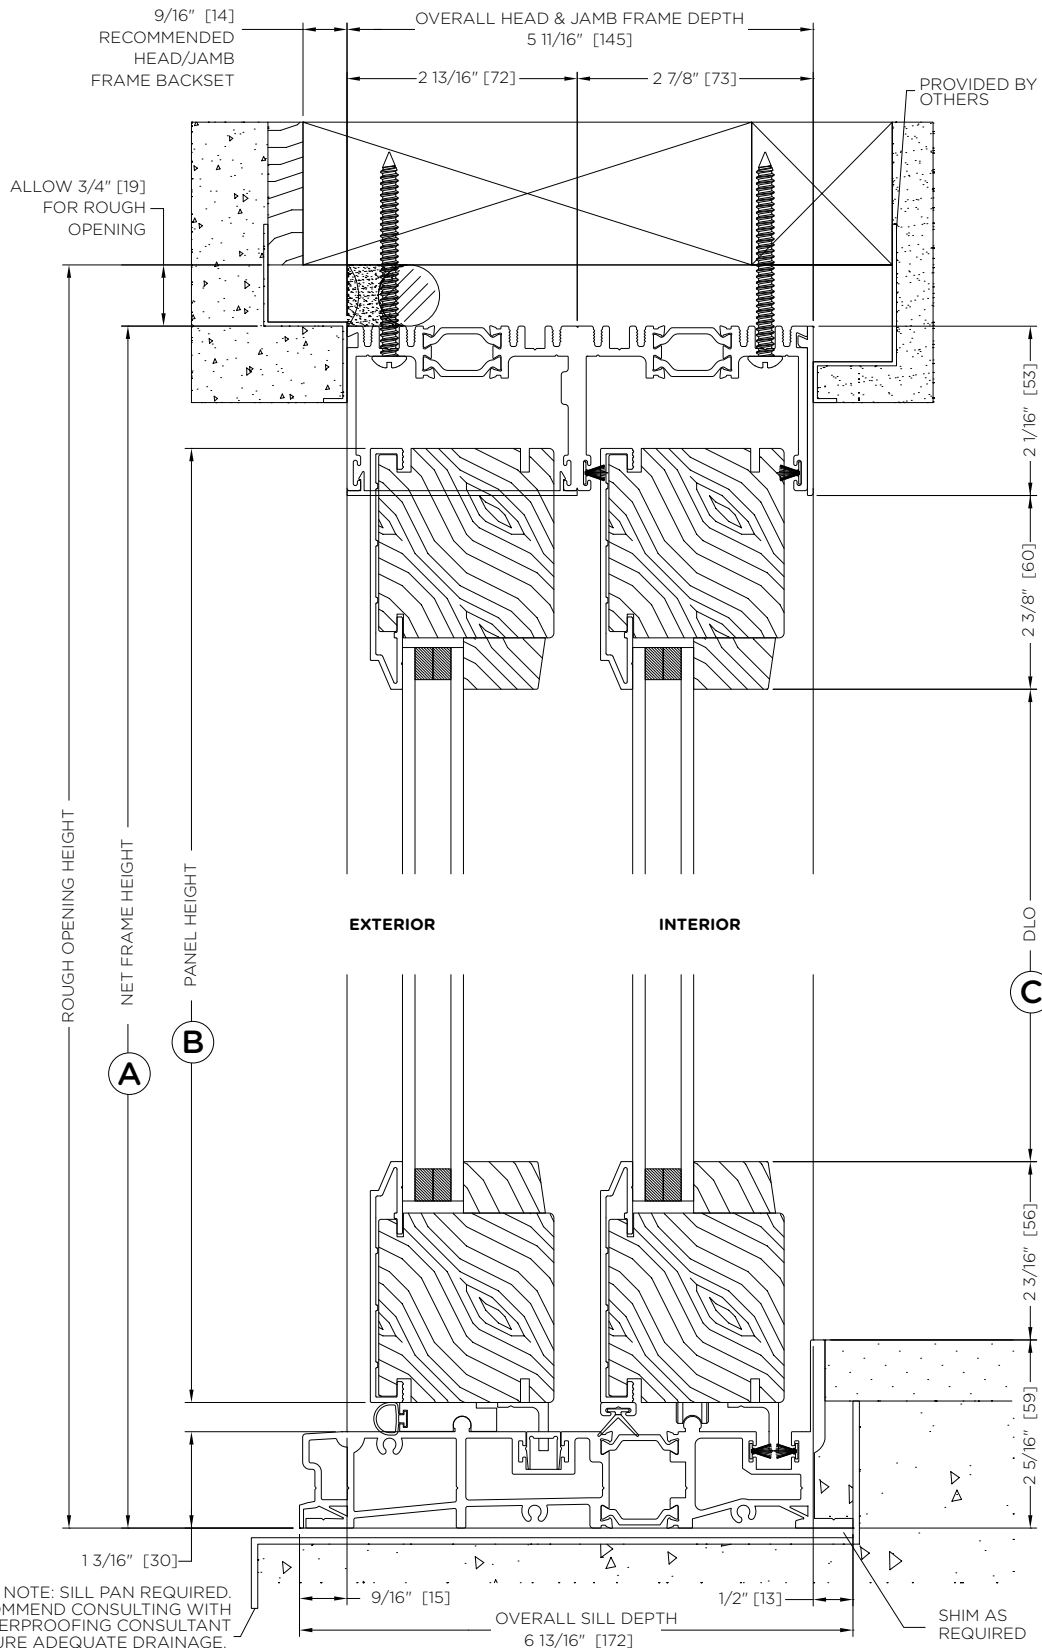 9/16" [14]
RECOMMENDED
HEAD/JAMB
FRAME BACKSET
OVERALL HEAD & JAMB FRAME DEPTH
5 11/16" [145]
2 13/16" [72]
2 7/8" [73]
PROVIDED BY
OTHERS
ALLOW 3/4" [19]
FOR ROUGH
OPENING
2 1/16" [53]
2 3/8" [60]
ROUGH OPENING HEIGHT
NET FRAME HEIGHT
A
PANEL HEIGHT
B
EXTERIOR
INTERIOR
DLO
C
2 3/16" [56]
2 5/16" [59]
1 3/16" [30]
NOTE: SILL PAN REQUIRED.
OMMEND CONSULTING WITH
ERPROOFING CONSULTANT
URE ADEQUATE DRAINAGE.
9/16" [15]
1/2" [13]
OVERALL SILL DEPTH
6 13/16" [172]
SHIM AS
REQUIRED